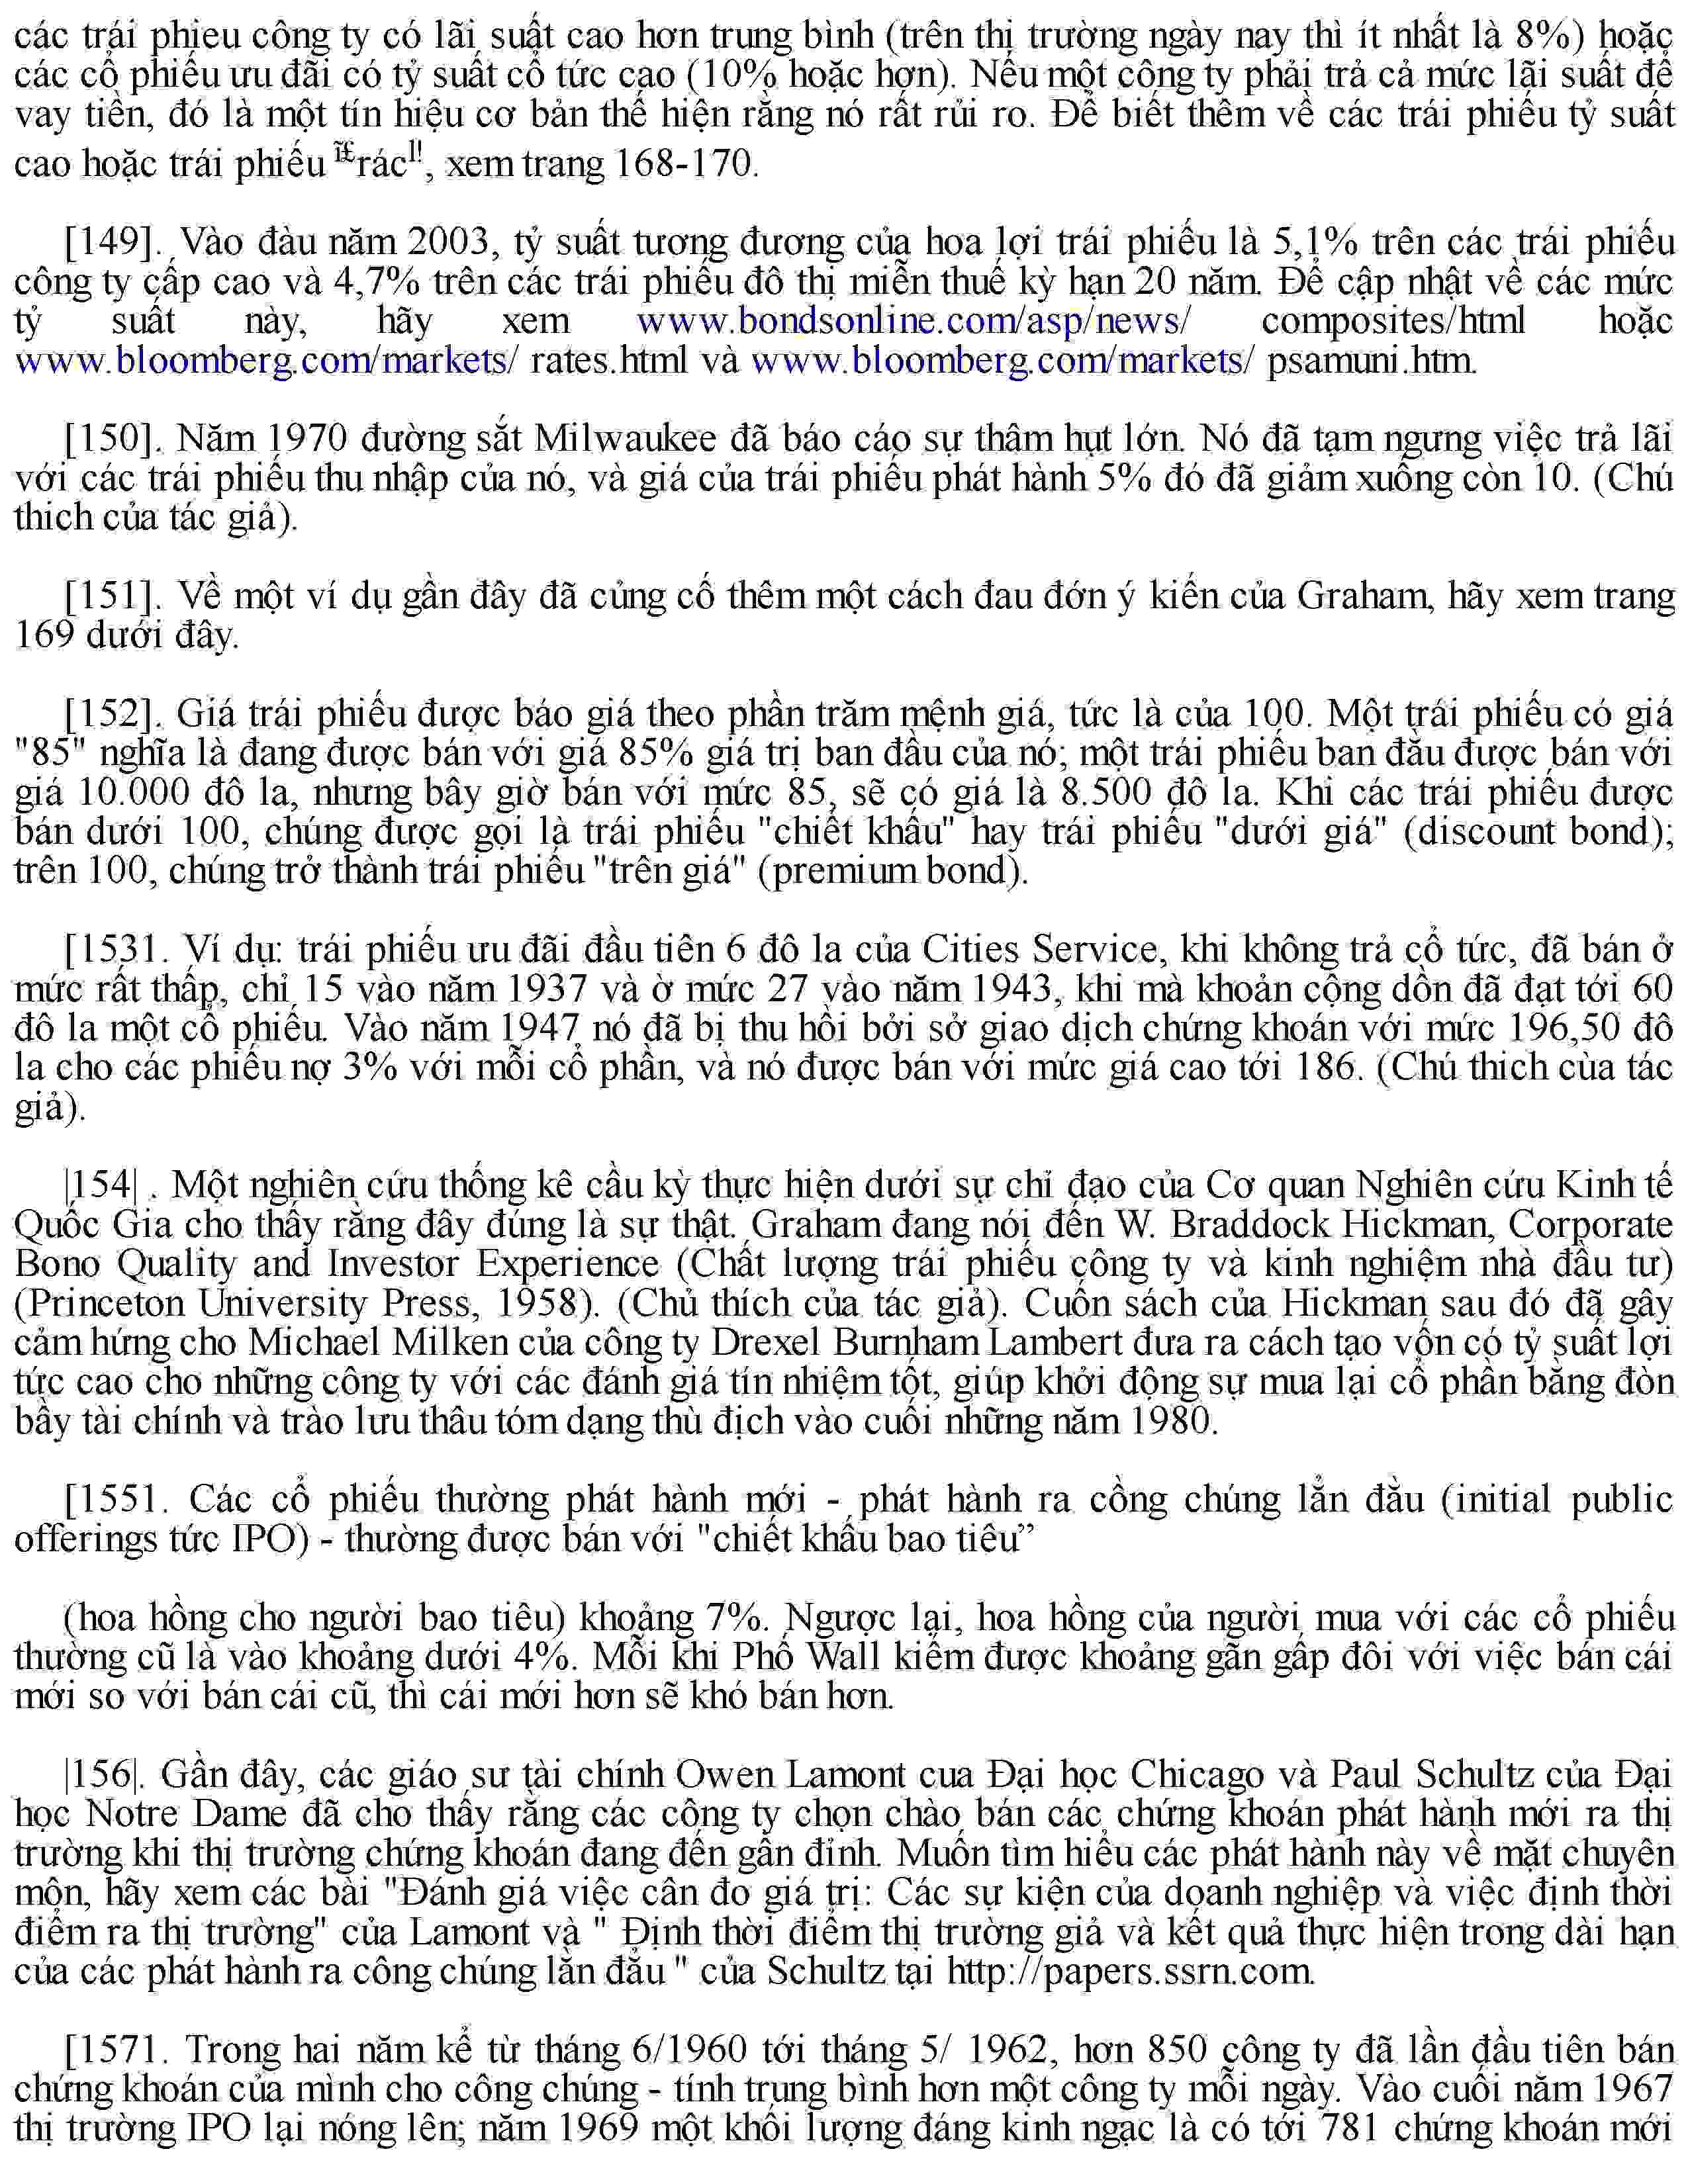 các trái phieu công ty có lãi suất cao hơn trung bình (trên thị trường ngày nay thì ít nhất là 8%) hoặc
các cổ phiếu ưu đãi có tỷ suất cổ tức cao (10% hoặc hơn). Nếu một công ty phải trả cả mức lãi suất để
vay tiền, đó là một tín hiệu cơ bản thể hiện rằng nó rất rủi ro. Để biết thêm về các trái phiếu tỷ suất
cao hoặc trái phiếu rác, xem trang 168-170.
[149]. Vào đàu năm 2003, tỷ suất tương đương của hoa lợi trái phiếu là 5,1% trên các trái phiếu
công ty cấp cao và 4,7% trên các trái phiếu đô thị miễn thuế kỳ hạn 20 năm. Để cập nhật về các mức
tỷ suất này, hãy xem www.bondsonline.com/asp/news/ composites/html hoặc
www.bloomberg.com/markets/ rates.html và www.bloomberg.com/markets/ psamuni.htm.
[150]. Năm 1970 đường sắt Milwaukee đã báo cáo sự thâm hụt lớn. Nó đã tạm ngưng việc trả lãi
với các trái phiếu thu nhập của nó, và giá của trái phiếu phát hành 5% đó đã giảm xuống còn 10. (Chú
thich của tác giả).
[151]. Về một ví dụ gần đây đã củng cố thêm một cách đau đớn ý kiến của Graham, hãy xem trang
169 dưới đây.
[152]. Giá trái phiếu được báo giá theo phần trăm mệnh giá, tức là của 100. Một trái phiếu có giá
"85" nghĩa là đang được bán với giá 85% giá trị ban đầu của nó; một trái phiếu ban đầu được bán với
giá 10.000 đô la, nhưng bây giờ bán với mức 85, sẽ có giá là 8.500 đô la. Khi các trái phiếu được
bán dưới 100, chúng được gọi là trái phiếu "chiết khấu" hay trái phiếu "dưới giá" (discount bond);
trên 100, chúng trở thành trái phiếu "trên giá" (premium bond).
[1531. Ví dụ: trái phiếu ưu đãi đầu tiên 6 đô la của Cities Service, khi không trả cổ tức, đã bán ở
mức rất thấp, chỉ 15 vào năm 1937 và ờ mức 27 vào năm 1943, khi mà khoản cộng dồn đã đạt tới 60
đô la một cổ phiếu. Vào năm 1947 nó đã bị thu hồi bởi sở giao dịch chứng khoán với mức 196,50 đô
la cho các phiếu nợ 3% với mỗi cổ phần, và nó được bán với mức giá cao tới 186. (Chú thich cùa tác
giả).
|154| . Một nghiên cứu thống kê cầu kỳ thực hiện dưới sự chỉ đạo của Cơ quan Nghiên cứu Kinh tế
Quốc Gia cho thấy rằng đây đúng là sự thật. Graham đang nói đến W. Braddock Hickman, Corporate
Bono Quality and Investor Experience (Chất lượng trái phiếu công ty và kinh nghiệm nhà đầu tư)
(Princeton University Press, 1958). (Chủ thích của tác giả). Cuốn sách của Hickman sau đó đã gây
cảm hứng cho Michael Milken của công ty Drexel Burnham Lambert đưa ra cách tạo vốn có tỷ suất lợi
tức cao cho những công ty với các đánh giá tín nhiệm tốt, giúp khởi động sự mua lại cổ phần bằng đòn
bẩy tài chính và trào lưu thâu tóm dạng thù địch vào cuối những năm 1980.
[1551. Các cổ phiếu thường phát hành mới - phát hành ra cồng chúng lần đầu (initial public
offerings tức IPO) - thường được bán với "chiết khấu bao tiêu”
(hoa hồng cho người bao tiêu) khoảng 7%. Ngược lại, hoa hồng của người mua với các cổ phiếu
thường cũ là vào khoảng dưới 4%. Mỗi khi Phố Wall kiếm được khoảng gần gấp đôi với việc bán cái
mới so với bán cái cũ, thì cái mới hơn sẽ khó bán hơn.
|156|. Gần đây, các giáo sư tài chính Owen Lamont cua Đại học Chicago và Paul Schultz của Đại
học Notre Dame đã cho thấy rằng các công ty chọn chào bán các chứng khoán phát hành mới ra thị
trường khi thị trường chứng khoán đang đến gần đỉnh. Muốn tìm hiểu các phát hành này về mặt chuyên
môn, hãy xem các bài "Đánh giá việc cân đo giá trị: Các sự kiện của doanh nghiệp và việc định thời
điểm ra thị trường" của Lamont và " Định thời điểm thị trường giả và kết quả thực hiện trong dài hạn
của các phát hành ra công chúng lần đầu " của Schultz tại http://papers.ssrn.com.
[1571. Trong hai năm kể từ tháng 6/1960 tới tháng 5/ 1962, hơn 850 công ty đã lần đầu tiên bán
chứng khoán của mình cho công chúng - tính trung bình hơn một công ty mỗi ngày. Vào cuối năm 1967
thị trường IPO lại nóng lên; năm 1969 một khối lượng đáng kinh ngạc là có tới 781 chứng khoán mới